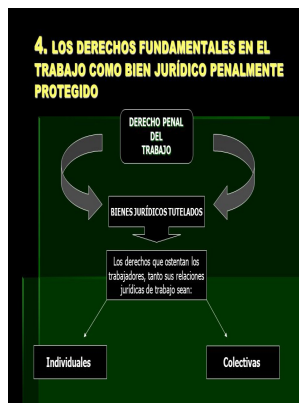 4. LOS DERECHOS FUNDAMENTALES EN EL
TRABAJO COMO BIEN JURÍDICO PENALMENTE
PROTEGIDO
DERECHO PENAL
DEL
TRABAJO
BIENES JURÍDICOS TUTELADOS
Los derechos que ostentan los
trabajadores, tanto sus relaciones
jurídicas de trabajo sean:
Individuales
Colectivas